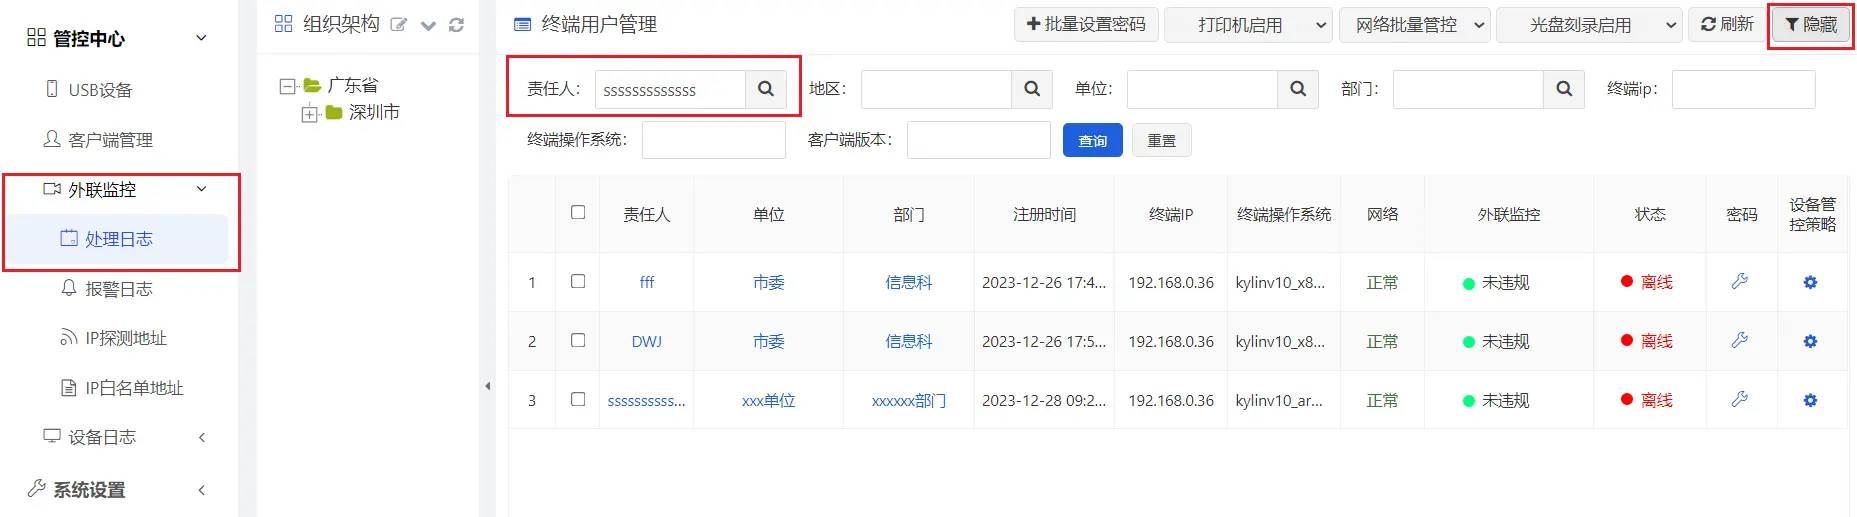 管控中心
USB设备
客户端管理
外联监控
处理日志
报警日志
IP探测地址
IP白名单地址
设备日志
系统设置
组织架构
广东省
深圳市
终端用户管理
批量设置密码 打印机启用 网络批量管控 光盘刻录启用 刷新 隐藏
责任人: sssssssssssss 地区: 单位: 部门: 终端ip:
终端操作系统: 客户端版本: 查询 重置
责任人 单位 部门 注册时间 终端IP 终端操作系统 网络 外联监控 状态 密码 设备管
控策略
1 fff 市委 信息科 2023-12-26 17:4... 192.168.0.36 kylinv10_x8... 正常 未违规 离线
2 DWJ 市委 信息科 2023-12-26 17:5... 192.168.0.36 kylinv10_x8... 正常 未违规 离线
3 ssssssssss... xxx单位 xxxxxx部门 2023-12-28 09:2... 192.168.0.36 kylinv10_ar... 正常 未违规 离线